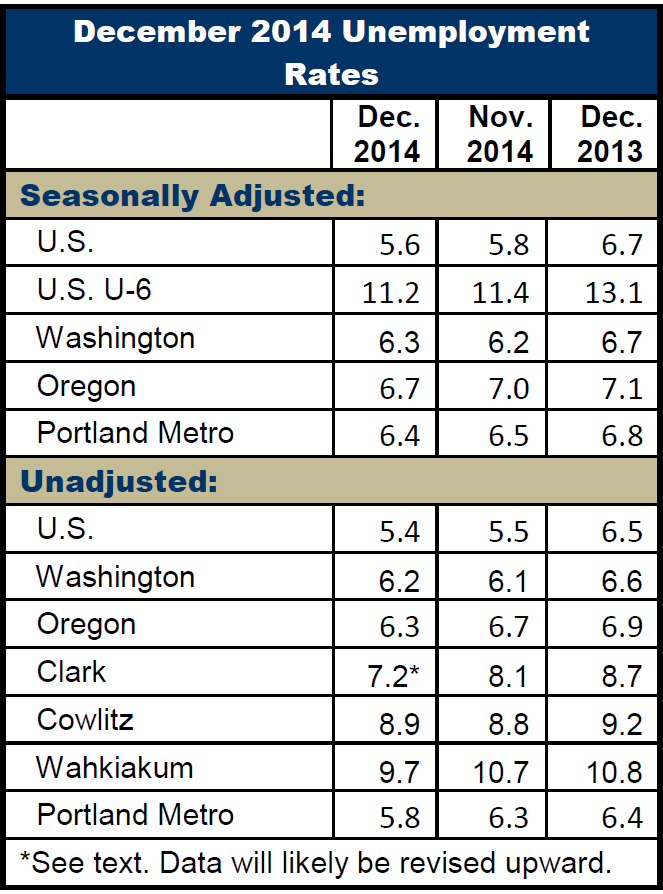 December 2014 Unemployment
Rates
Dec. 2014 Nov. 2014 Dec. 2013
Seasonally Adjusted:
U.S. 5.6 5.8 6.7
U.S. U-6 11.2 11.4 13.1
Washington 6.3 6.2 6.7
Oregon 6.7 7.0 7.1
Portland Metro 6.4 6.5 6.8
Unadjusted:
U.S. 5.4 5.5 6.5
Washington 6.2 6.1 6.6
Oregon 6.3 6.7 6.9
Clark 7.2* 8.1 8.7
Cowlitz 8.9 8.8 9.2
Wahkiakum 9.7 10.7 10.8
Portland Metro 5.8 6.3 6.4
*See text. Data will likely be revised upward.